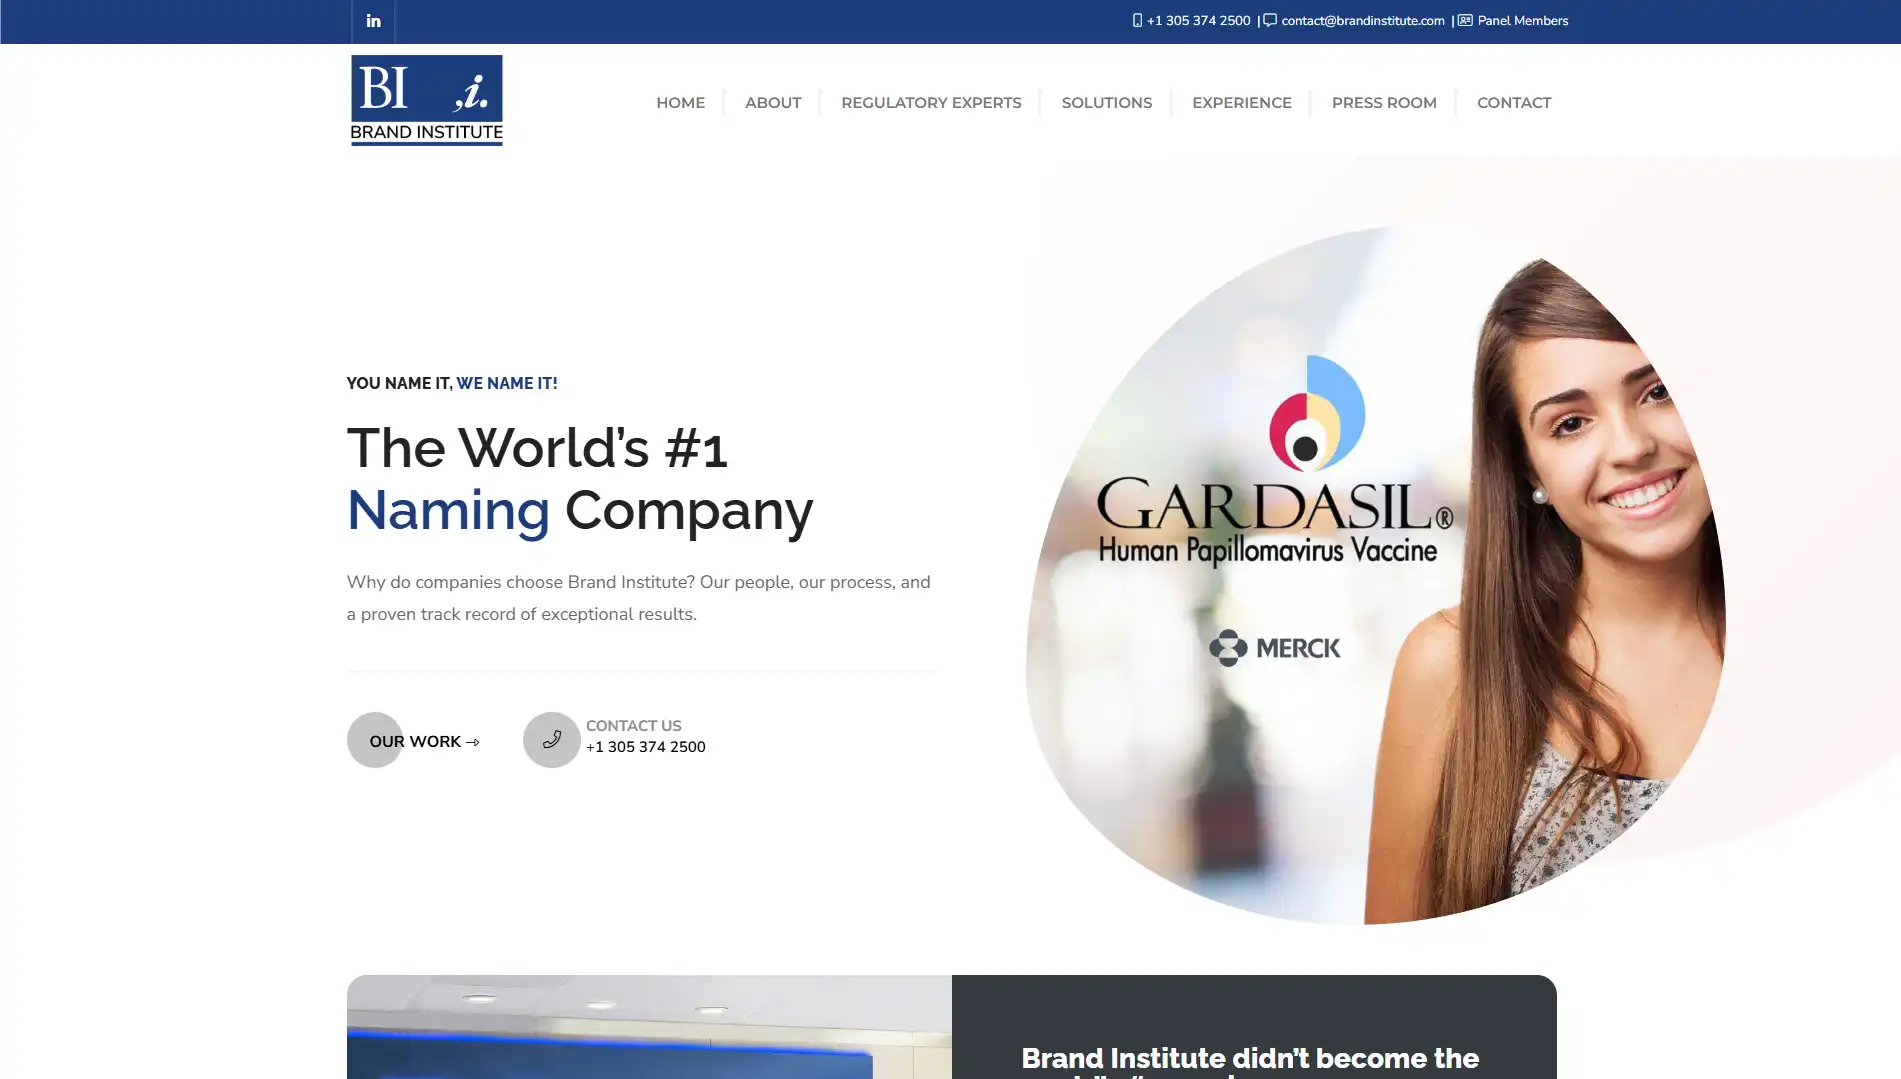 in
+1 305 374 2500 | contact@brandinstitute.com | Panel Members
BI ,i.
BRAND INSTITUTE
HOME
ABOUT
REGULATORY EXPERTS
SOLUTIONS
EXPERIENCE
PRESS ROOM
CONTACT
YOU NAME IT, WE NAME IT!
The World’s #1
Naming Company
Why do companies choose Brand Institute? Our people, our process, and
a proven track record of exceptional results.
OUR WORK
CONTACT US
+1 305 374 2500
GARDASIL®
Human Papillomavirus Vaccine
MERCK
Brand Institute didn’t become the